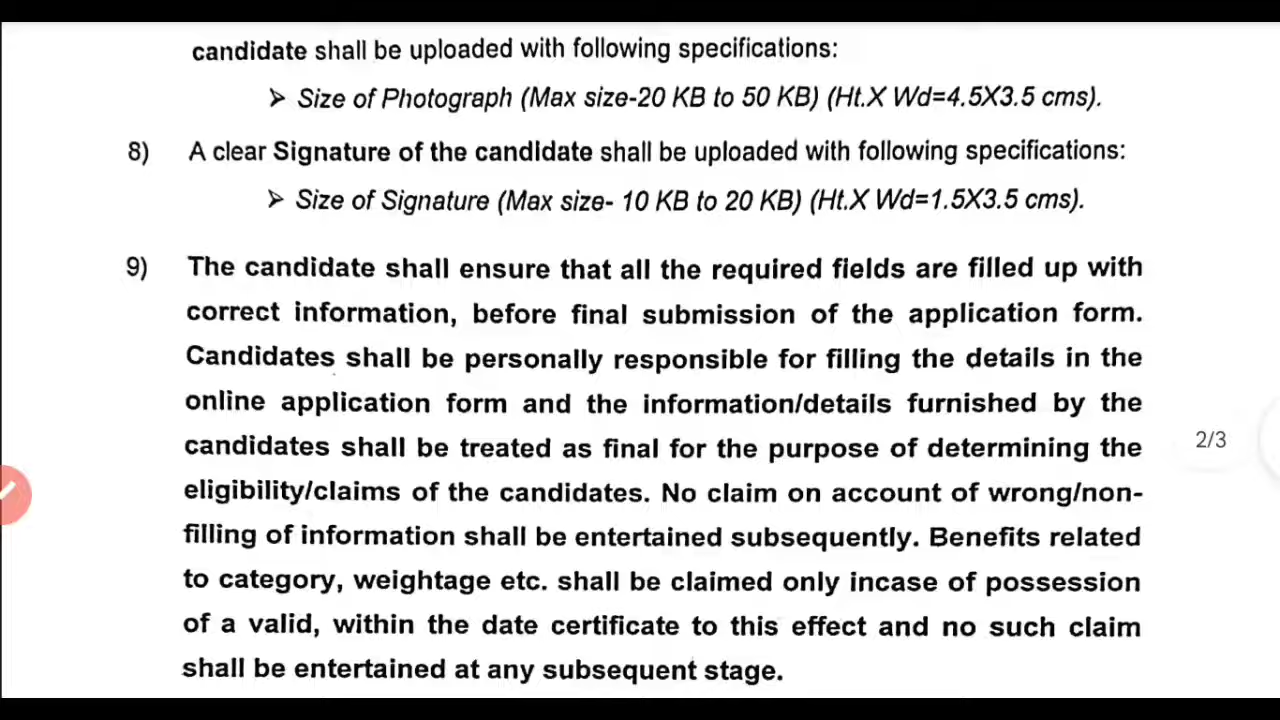 candidate shall be uploaded with following specifications:
➢ Size of Photograph (Max size-20 KB to 50 KB) (Ht.X Wd=4.5X3.5 cms).
8) A clear Signature of the candidate shall be uploaded with following specifications:
➢ Size of Signature (Max size- 10 KB to 20 KB) (Ht.X Wd=1.5X3.5 cms).
9) The candidate shall ensure that all the required fields are filled up with
correct information, before final submission of the application form.
Candidates shall be personally responsible for filling the details in the
online application form and the information/details furnished by the
candidates shall be treated as final for the purpose of determining the
2/3
eligibility/claims of the candidates. No claim on account of wrong/non-
filling of information shall be entertained subsequently. Benefits related
to category, weightage etc. shall be claimed only incase of possession
of a valid, within the date certificate to this effect and no such claim
shall be entertained at any subsequent stage.